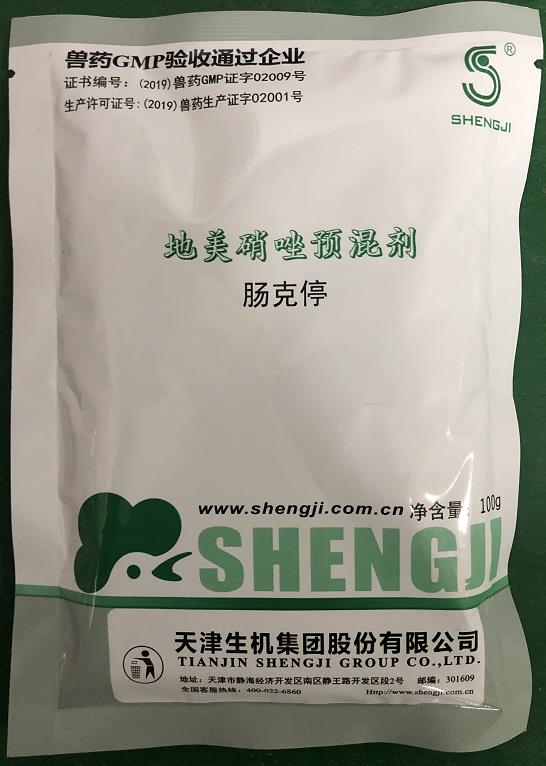 兽药GMP验收通过企业
证书编号：(2019)兽药GMP证字02009号
生产许可证号：(2019)兽药生产证字02001号
®
SHENGJI
地美硝唑预混剂
肠克停
www.shengji.com.cn 净含量：100g
SHENGJI
天津生机集团股份有限公司
TIANJIN SHENGJI GROUP CO.,LTD.
地址：天津市静海经济开发区南区静王路开发区段2号 邮编：301609
全国客服热线：400-022-6860 Http://www.shengji.com.cn